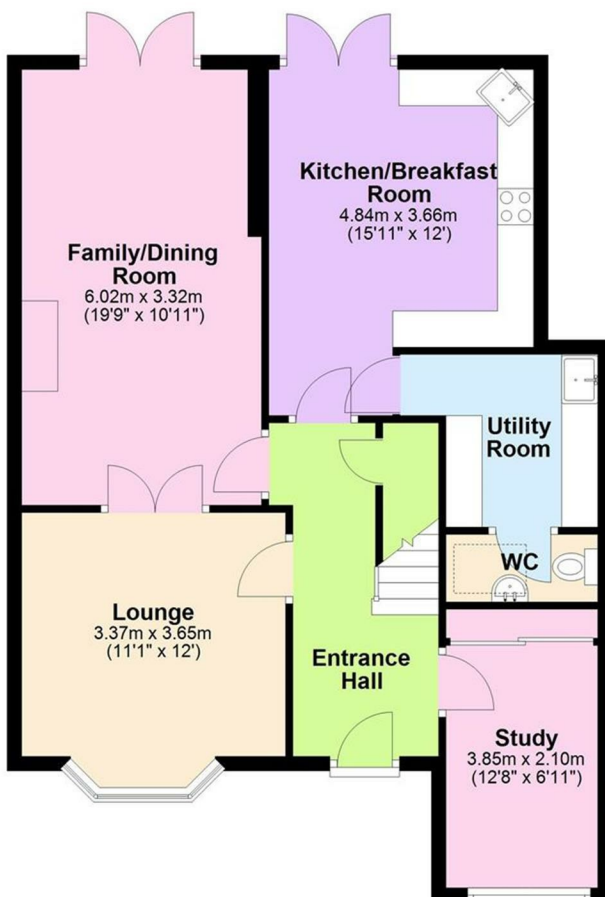 Kitchen/Breakfast
Room
4.84m x 3.66m
(15'11" x 12')
Family/Dining
Room
6.02m x 3.32m
(19'9" x 10'11")
Utility
Room
WC
Lounge
3.37m x 3.65m
(11'1" x 12')
Entrance
Hall
Study
3.85m x 2.10m
(12'8" x 6'11")